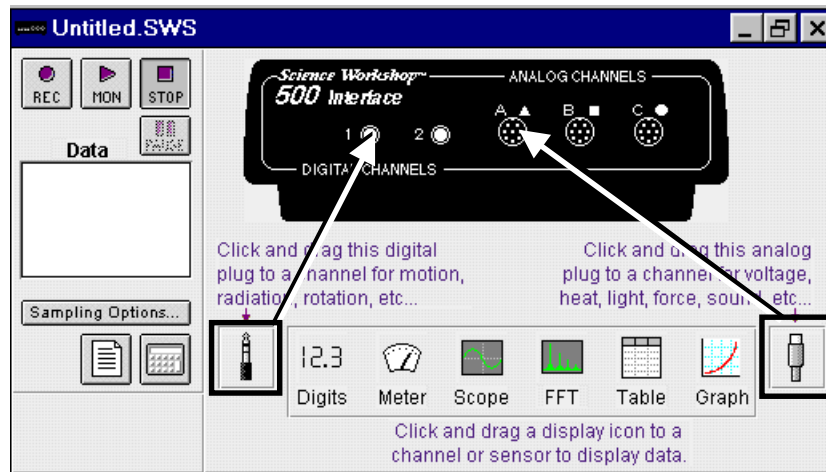 Untitled.SWS
REC MON STOP
PAUSE
Data
Sampling Options...
Science Workshop™
500 Interface
ANALOG CHANNELS
A B C
1 2
DIGITAL CHANNELS
Click and drag this digital
plug to a channel for motion,
radiation, rotation, etc...
Click and drag this analog
plug to a channel for voltage,
heat, light, force, sound, etc...
12.3
Digits Meter Scope FFT Table Graph
Click and drag a display icon to a
channel or sensor to display data.